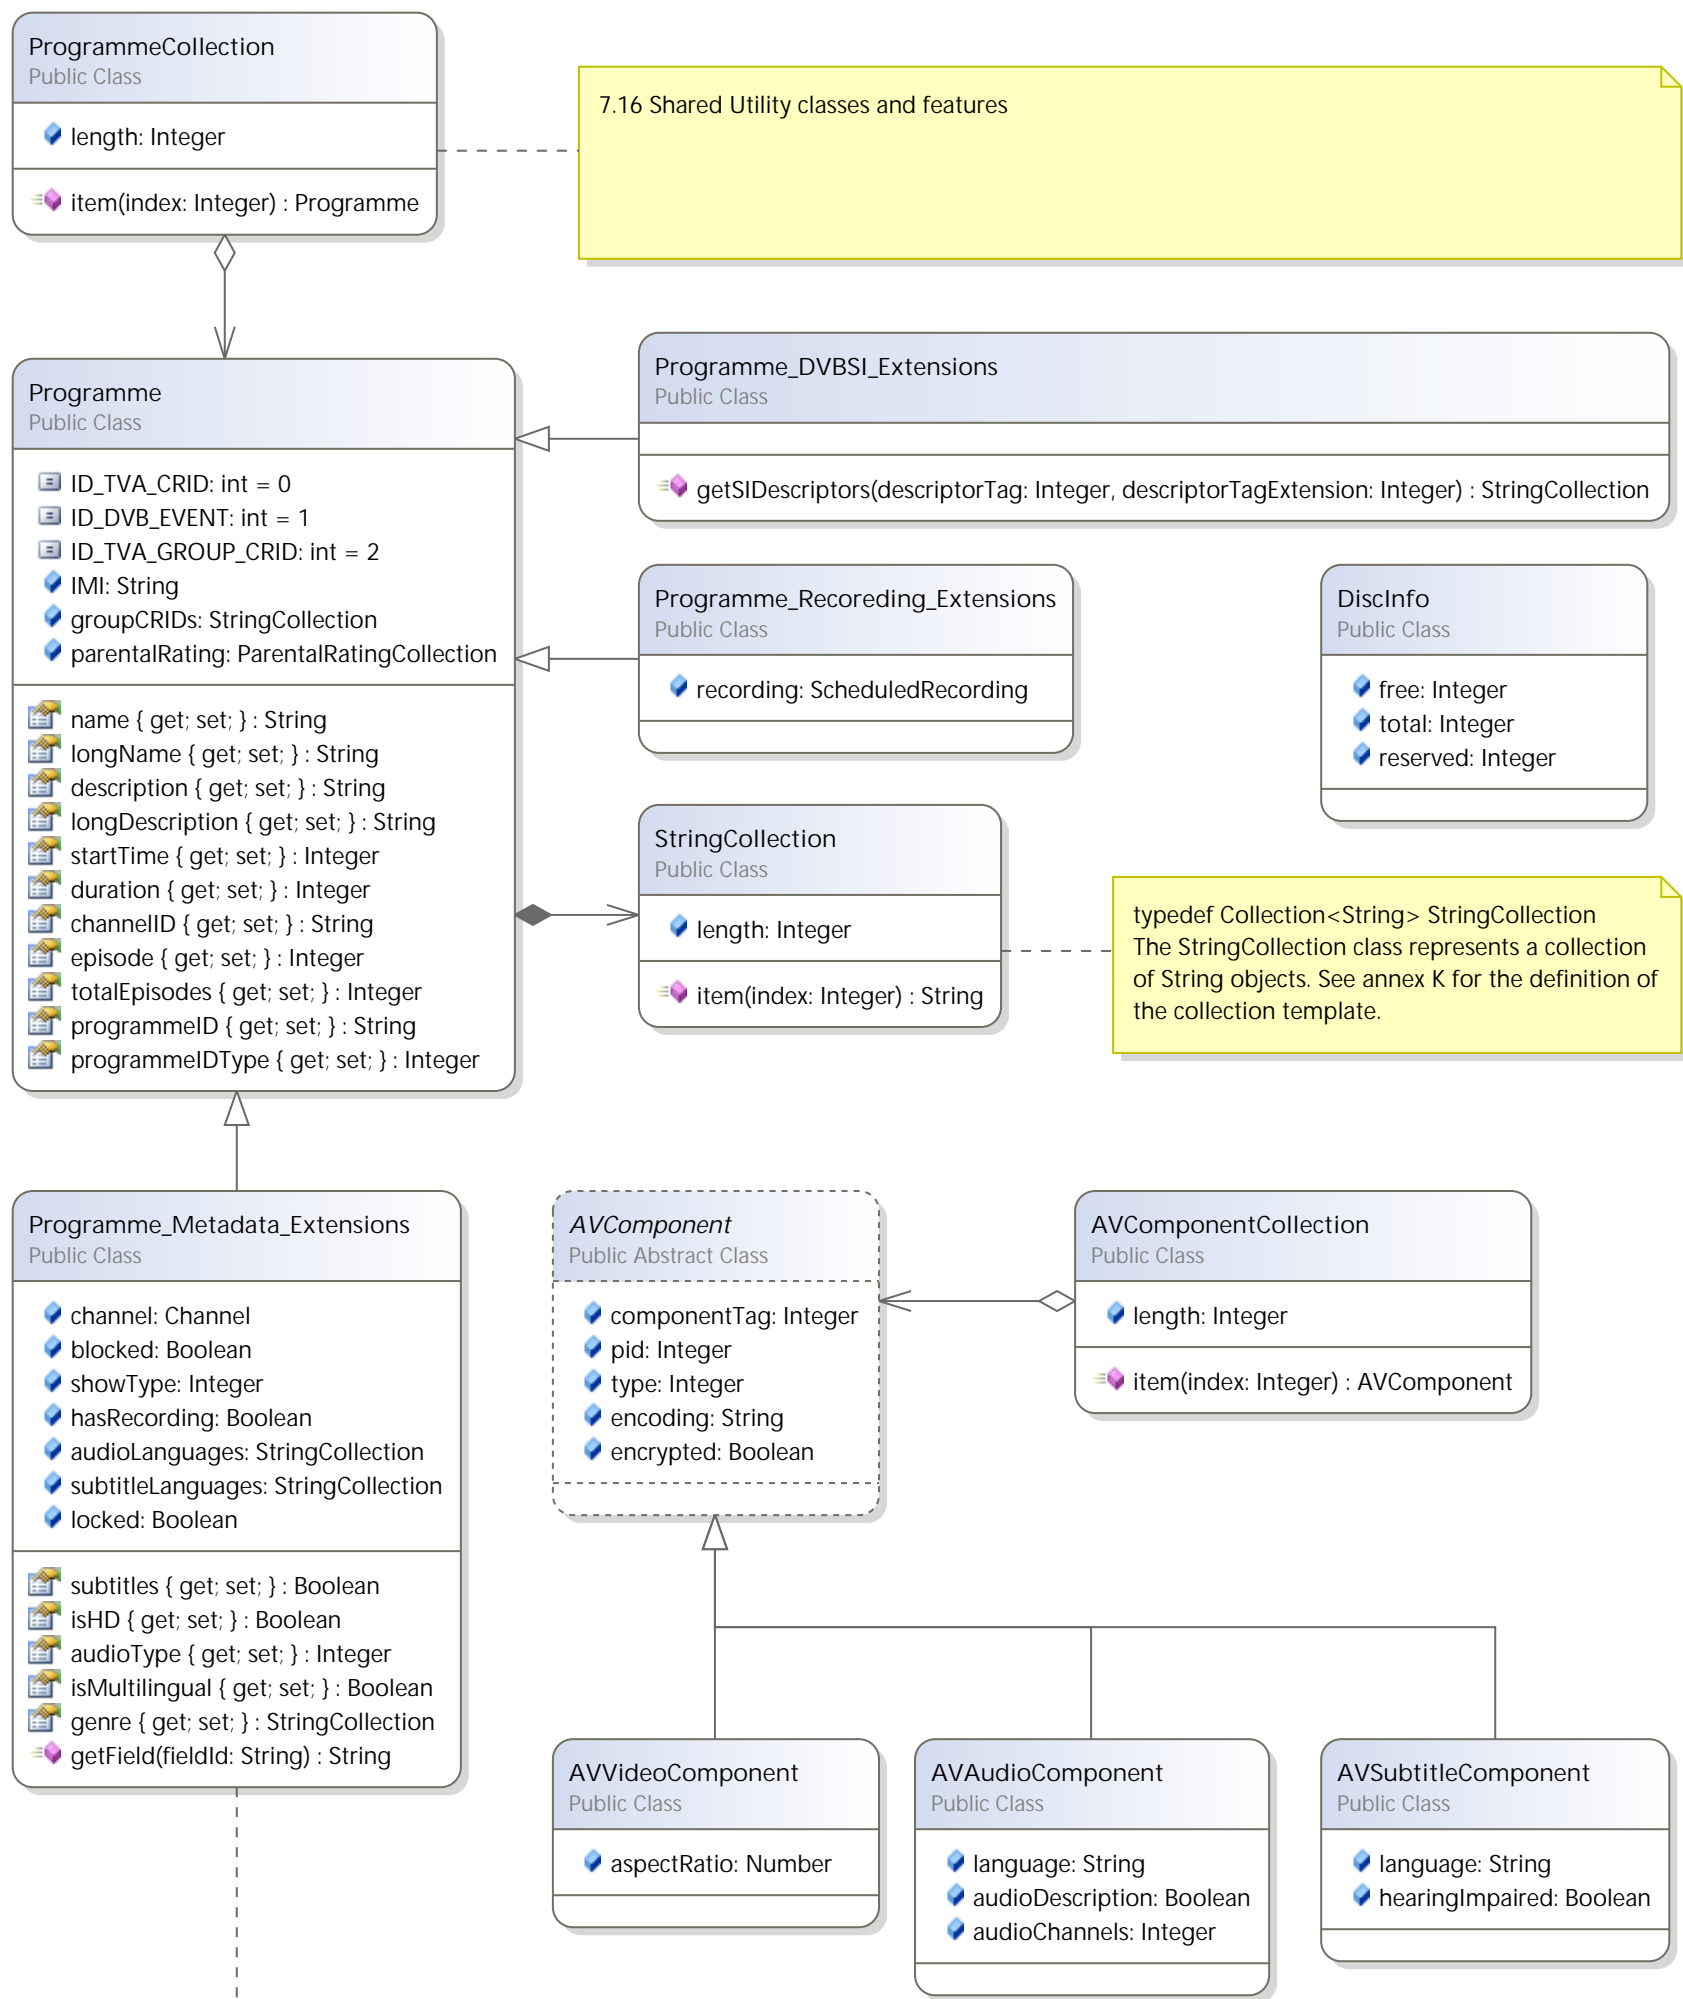 ProgrammeCollection
Public Class
length: Integer
item(index: Integer) : Programme
7.16 Shared Utility classes and features
Programme
Public Class
ID_TVA_CRID: int = 0
ID_DVB_EVENT: int = 1
ID_TVA_GROUP_CRID: int = 2
IMI: String
groupCRIDs: StringCollection
parentalRating: ParentalRatingCollection
name { get; set; } : String
longName { get; set; } : String
description { get; set; } : String
longDescription { get; set; } : String
startTime { get; set; } : Integer
duration { get; set; } : Integer
channelID { get; set; } : String
episode { get; set; } : Integer
totalEpisodes { get; set; } : Integer
programmeID { get; set; } : String
programmeIDType { get; set; } : Integer
Programme_DVBSI_Extensions
Public Class
getSIDescriptors(descriptorTag: Integer, descriptorTagExtension: Integer) : StringCollection
Programme_Recoreding_Extensions
Public Class
recording: ScheduledRecording
DiscInfo
Public Class
free: Integer
total: Integer
reserved: Integer
StringCollection
Public Class
length: Integer
item(index: Integer) : String
typedef Collection<String> StringCollection
The StringCollection class represents a collection
of String objects. See annex K for the definition of
the collection template.
Programme_Metadata_Extensions
Public Class
channel: Channel
blocked: Boolean
showType: Integer
hasRecording: Boolean
audioLanguages: StringCollection
subtitleLanguages: StringCollection
locked: Boolean
subtitles { get; set; } : Boolean
isHD { get; set; } : Boolean
audioType { get; set; } : Integer
isMultilingual { get; set; } : Boolean
genre { get; set; } : StringCollection
getField(fieldId: String) : String
AVComponent
Public Abstract Class
componentTag: Integer
pid: Integer
type: Integer
encoding: String
encrypted: Boolean
AVComponentCollection
Public Class
length: Integer
item(index: Integer) : AVComponent
AVVideoComponent
Public Class
aspectRatio: Number
AVAudioComponent
Public Class
language: String
audioDescription: Boolean
audioChannels: Integer
AVSubtitleComponent
Public Class
language: String
hearingImpaired: Boolean